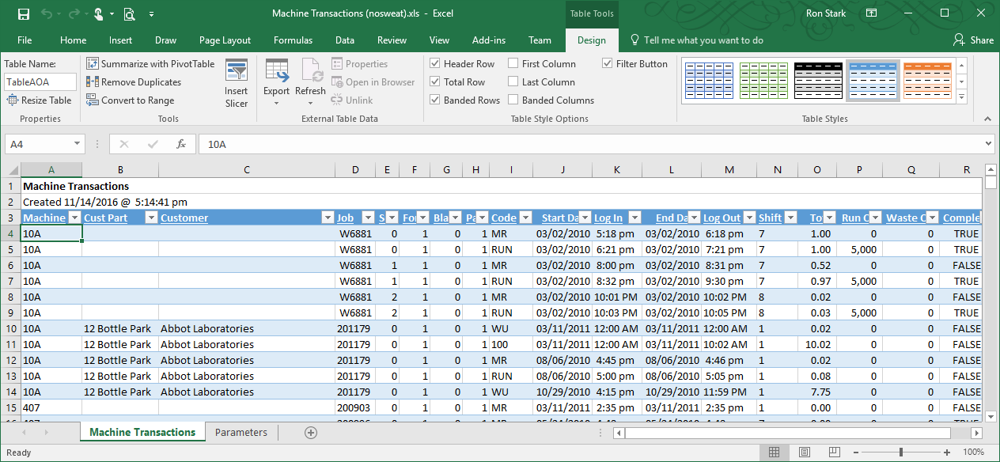 Machine Transactions (nosweat).xls - Excel Table Tools Ron Stark
File Home Insert Draw Page Layout Formulas Data Review View Add-ins Team Design Tell me what you want to do Share
Table Name: Summarize with PivotTable Properties Header Row First Column Filter Button
TableAOA Remove Duplicates Open in Browser Total Row Last Column
Resize Table Convert to Range Insert Slicer Export Refresh Unlink Banded Rows Banded Columns
Properties Tools External Table Data Table Style Options Table Styles
A4 fx 10A
A B C D E F G H I J K L M N O P Q R
1 Machine Transactions
2 Created 11/14/2016 @ 5:14:41 pm
3 Machine Cust Part Customer Job S Fo Bla Pa Code Start Da Log In End Da Log Out Shift To Run C Waste C Comple
4 10A W6881 0 1 0 1 MR 03/02/2010 5:18 pm 03/02/2010 6:18 pm 7 1.00 0 0 TRUE
5 10A W6881 0 1 0 1 RUN 03/02/2010 6:21 pm 03/02/2010 7:21 pm 7 1.00 5,000 0 TRUE
6 10A W6881 1 1 0 1 MR 03/02/2010 8:00 pm 03/02/2010 8:31 pm 7 0.52 0 0 FALSE
7 10A W6881 1 1 0 1 RUN 03/02/2010 8:32 pm 03/02/2010 9:30 pm 7 0.97 5,000 0 TRUE
8 10A W6881 2 1 0 1 MR 03/02/2010 10:01 PM 03/02/2010 10:02 PM 8 0.02 0 0 FALSE
9 10A W6881 2 1 0 1 RUN 03/02/2010 10:03 PM 03/02/2010 10:05 PM 8 0.03 5,000 0 TRUE
10 10A 12 Bottle Park Abbot Laboratories 201179 0 1 0 1 WU 03/11/2011 12:00 AM 03/11/2011 12:00 AM 1 0.02 0 0 FALSE
11 10A 12 Bottle Park Abbot Laboratories 201179 0 1 0 1 100 03/11/2011 12:00 AM 03/11/2011 10:02 AM 1 10.02 0 0 FALSE
12 10A 12 Bottle Park Abbot Laboratories 201179 0 1 0 1 MR 08/06/2010 4:45 pm 08/06/2010 4:46 pm 1 0.02 0 0 FALSE
13 10A 12 Bottle Park Abbot Laboratories 201179 0 1 0 1 RUN 08/06/2010 5:00 pm 08/06/2010 5:05 pm 1 0.08 0 0 FALSE
14 10A 12 Bottle Park Abbot Laboratories 201179 0 1 0 1 WU 10/29/2010 4:15 pm 10/29/2010 11:59 PM 1 7.75 0 0 FALSE
15 407 200903 0 1 0 1 MR 03/11/2011 2:35 pm 03/11/2011 2:35 pm 1 0.00 0 0 FALSE
Machine Transactions Parameters
Ready 100%